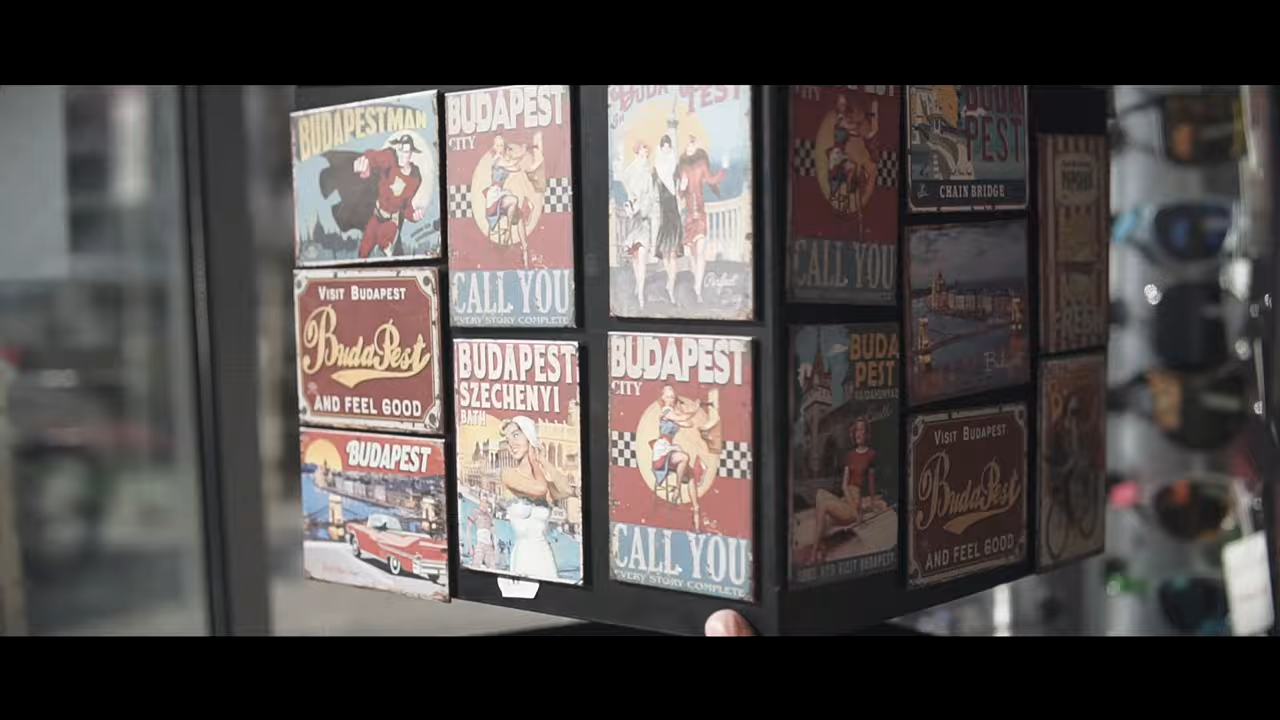 BUDAPESTMAN
VISIT BUDAPEST
BudaPest
AND FEEL GOOD
BUDAPEST
BUDAPEST
CITY
CALL YOU
EVERY STORY COMPLETE
BUDAPEST
SZECHENYI
BATH
BUDAPEST
Perfect
BUDAPEST
CITY
CALL YOU
EVERY STORY COMPLETE
CALL YOU
BUDA
PEST
BUDA
PEST
CHAIN BRIDGE
VISIT BUDAPEST
BudaPest
AND FEEL GOOD